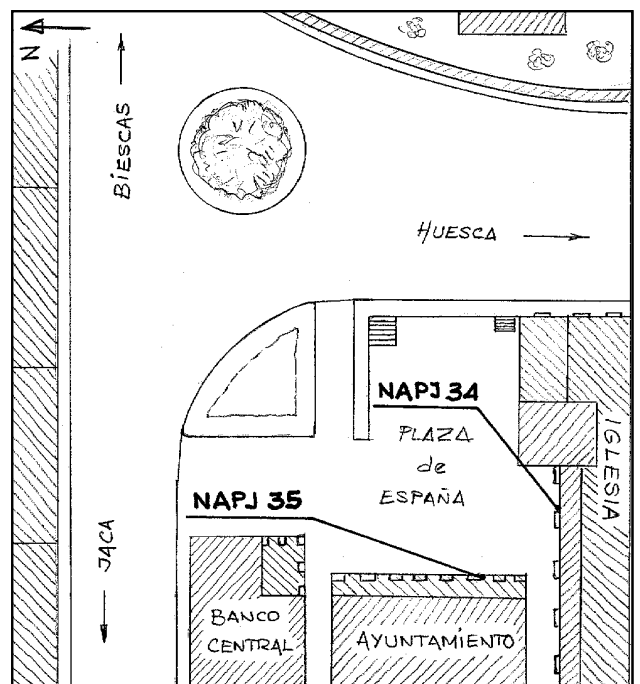 N
BiESCAS
HUESCA
NAPJ 34
PLAZA
de
ESPAÑA
IGLESIA
NAPJ 35
JACA
BANCO
CENTRAL
AYUNTAMiENTO